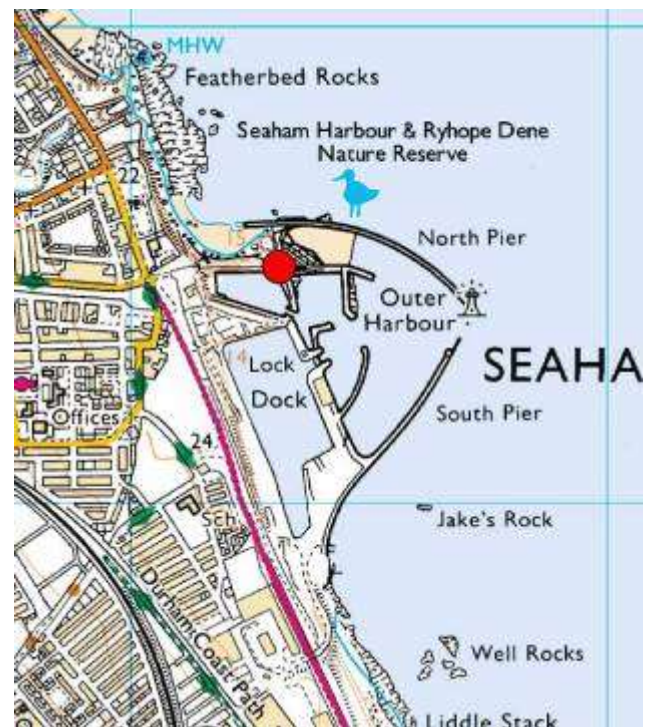 MHW
Featherbed Rocks
Seaham Harbour & Ryhope Dene
Nature Reserve
22
15
North Pier
Outer
Harbour
SEAHA
14
Lock
Dock
Offices
South Pier
24
Sch
Jake's Rock
Durham Coast Path
Well Rocks
Liddle Stack